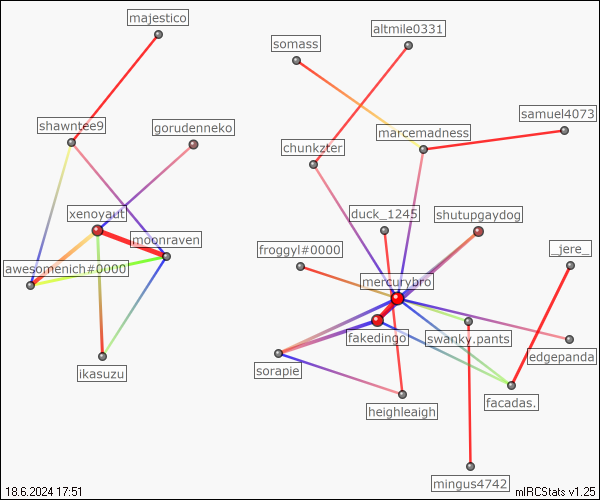 majestico
altmile0331
somass
samuel4073
shawntee9
gorudenneko
marcemadness
chunkzter
xenoyaut
duck_1245
shutupgaydog
moonraven
froggyl#0000
_jere_
awesomenich#0000
mercurybro
fakedingo
swanky.pants
edgepanda
ikasuzu
sorapie
heighleaigh
facadas.
mingus4742
18.6.2024 17:51
mIRCStats v1.25